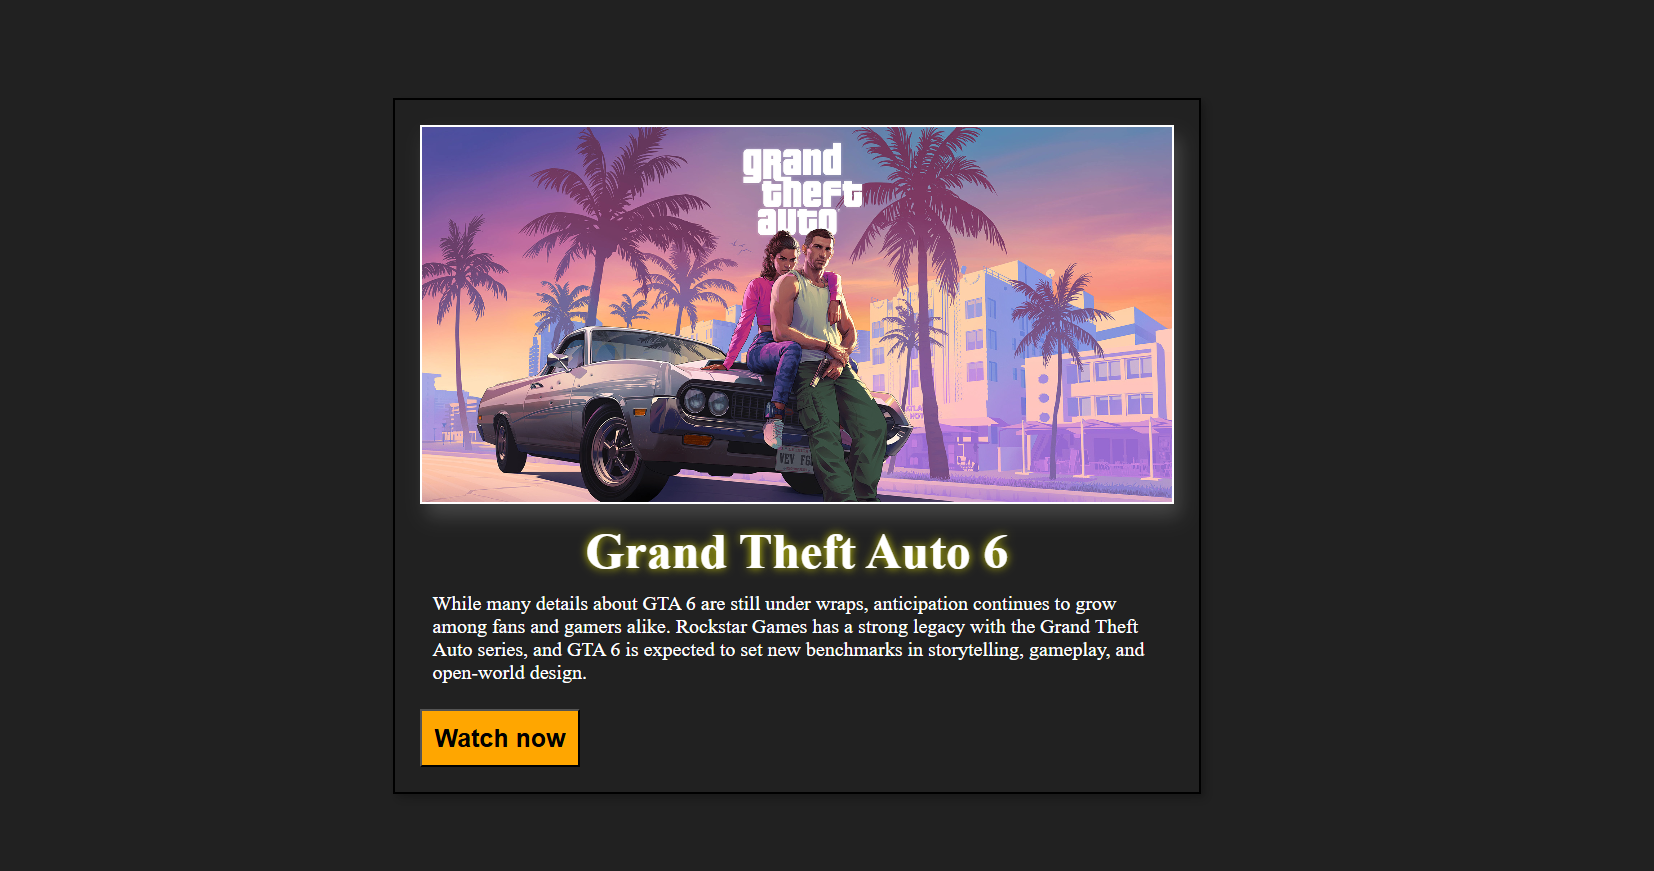 grand
theft
auto
Grand Theft Auto 6
While many details about GTA 6 are still under wraps, anticipation continues to grow
among fans and gamers alike. Rockstar Games has a strong legacy with the Grand Theft
Auto series, and GTA 6 is expected to set new benchmarks in storytelling, gameplay, and
open-world design.
Watch now